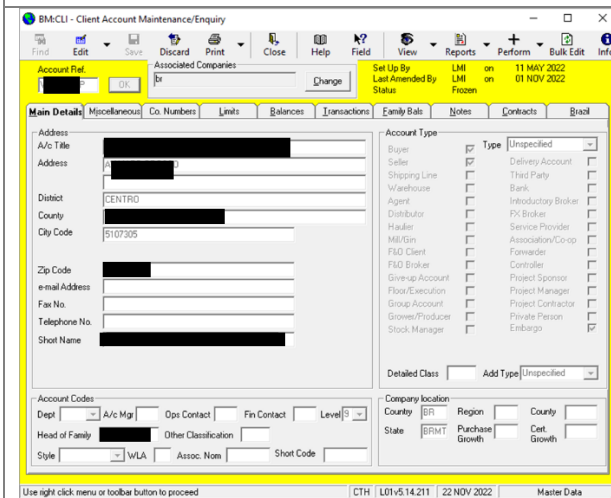 BM:CLI - Client Account Maintenance/Enquiry
Find Edit Save Discard Print Close Help Field View Reports Perform Bulk Edit Info
Account Ref. Associated Companies
OK br Change
Set Up By LMI on 11 MAY 2022
Last Amended By LMI on 01 NOV 2022
Status Frozen
Main Details Miscellaneous Co. Numbers Limits Balances Transactions Family Bals Notes Contracts Brazil
Address
A/c Title
Address
District CENTRO
County
City Code 5107305
Zip Code
e-mail Address
Fax No.
Telephone No.
Short Name
Account Type
Type Unspecified
Buyer
Seller Delivery Account
Shipping Line Third Party
Warehouse Bank
Agent Introductory Broker
Distributor FX Broker
Haulier Service Provider
Mill/Gin Association/Co-op
F&O Client Forwarder
F&O Broker Controller
Give-up Account Project Sponsor
Floor/Execution Project Manager
Group Account Project Contractor
Grower/Producer Private Person
Stock Manager Embargo
Detailed Class Add Type Unspecified
Account Codes
Dept A/c Mgr Ops Contact Fin Contact Level 9
Head of Family Other Classification
Style WLA Assoc. Nom Short Code
Company location
Country BR Region County
State BRMT Purchase Growth Cert. Growth
Use right click menu or toolbar button to proceed CTH L01v5.14.211 22 NOV 2022 Master Data